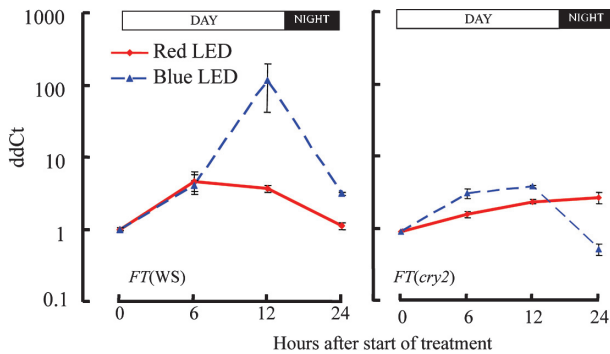 1000
100
10
1
0.1
ddCt
DAY NIGHT
Red LED
Blue LED
FT(WS)
0 6 12 24
DAY NIGHT
FT(cry2)
0 6 12 24
Hours after start of treatment